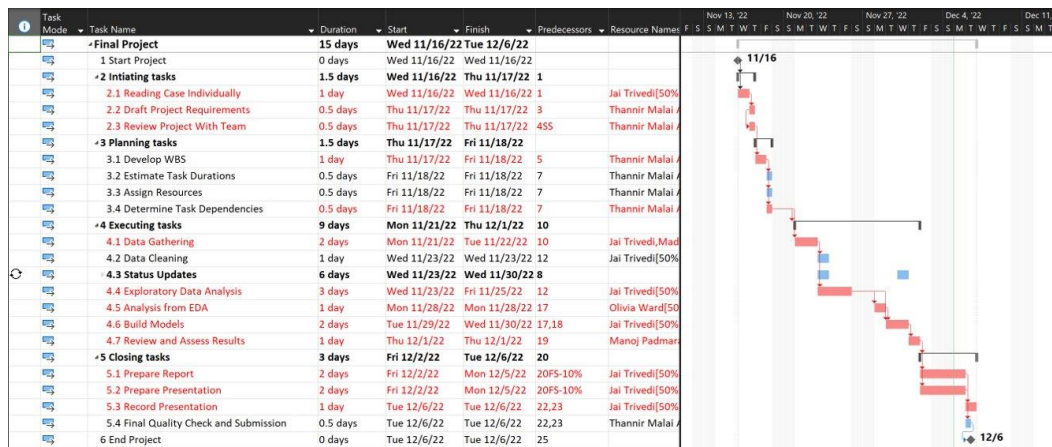 Task Mode Task Name Duration Start Finish Predecessors Resource Names Nov 13, '22 Nov 20, '22 Nov 27, '22 Dec 4, '22 Dec 11,
F S S M T W T F S S M T W T F S S M T W T F S S M T W T F S S M T
Final Project 15 days Wed 11/16/22 Tue 12/6/22
1 Start Project 0 days Wed 11/16/22 Wed 11/16/22 11/16
2 Intiating tasks 1.5 days Wed 11/16/22 Thu 11/17/22 1
2.1 Reading Case Individually 1 day Wed 11/16/22 Wed 11/16/22 1 Jai Trivedi[50%
2.2 Draft Project Requirements 0.5 days Thu 11/17/22 Thu 11/17/22 3 Thannir Malai A
2.3 Review Project With Team 0.5 days Thu 11/17/22 Thu 11/17/22 4SS Thannir Malai A
3 Planning tasks 1.5 days Thu 11/17/22 Fri 11/18/22
3.1 Develop WBS 1 day Thu 11/17/22 Fri 11/18/22 5 Thannir Malai A
3.2 Estimate Task Durations 0.5 days Fri 11/18/22 Fri 11/18/22 7 Thannir Malai A
3.3 Assign Resources 0.5 days Fri 11/18/22 Fri 11/18/22 7 Thannir Malai A
3.4 Determine Task Dependencies 0.5 days Fri 11/18/22 Fri 11/18/22 7 Thannir Malai A
4 Executing tasks 9 days Mon 11/21/22 Thu 12/1/22 10
4.1 Data Gathering 2 days Mon 11/21/22 Tue 11/22/22 10 Jai Trivedi,Mad
4.2 Data Cleaning 1 day Wed 11/23/22 Wed 11/23/22 12 Jai Trivedi[50%
4.3 Status Updates 6 days Wed 11/23/22 Wed 11/30/22 8
4.4 Exploratory Data Analysis 3 days Wed 11/23/22 Fri 11/25/22 12 Jai Trivedi[50%
4.5 Analysis from EDA 1 day Mon 11/28/22 Mon 11/28/22 17 Olivia Ward[50
4.6 Build Models 2 days Tue 11/29/22 Wed 11/30/22 17,18 Jai Trivedi[50%
4.7 Review and Assess Results 1 day Thu 12/1/22 Thu 12/1/22 19 Manoj Padmar
5 Closing tasks 3 days Fri 12/2/22 Tue 12/6/22 20
5.1 Prepare Report 2 days Fri 12/2/22 Mon 12/5/22 20FS-10% Jai Trivedi[50%
5.2 Prepare Presentation 2 days Fri 12/2/22 Mon 12/5/22 20FS-10% Jai Trivedi[50%
5.3 Record Presentation 1 day Tue 12/6/22 Tue 12/6/22 22,23 Jai Trivedi[50%
5.4 Final Quality Check and Submission 0.5 days Tue 12/6/22 Tue 12/6/22 22,23 Thannir Malai A
6 End Project 0 days Tue 12/6/22 Tue 12/6/22 25 12/6